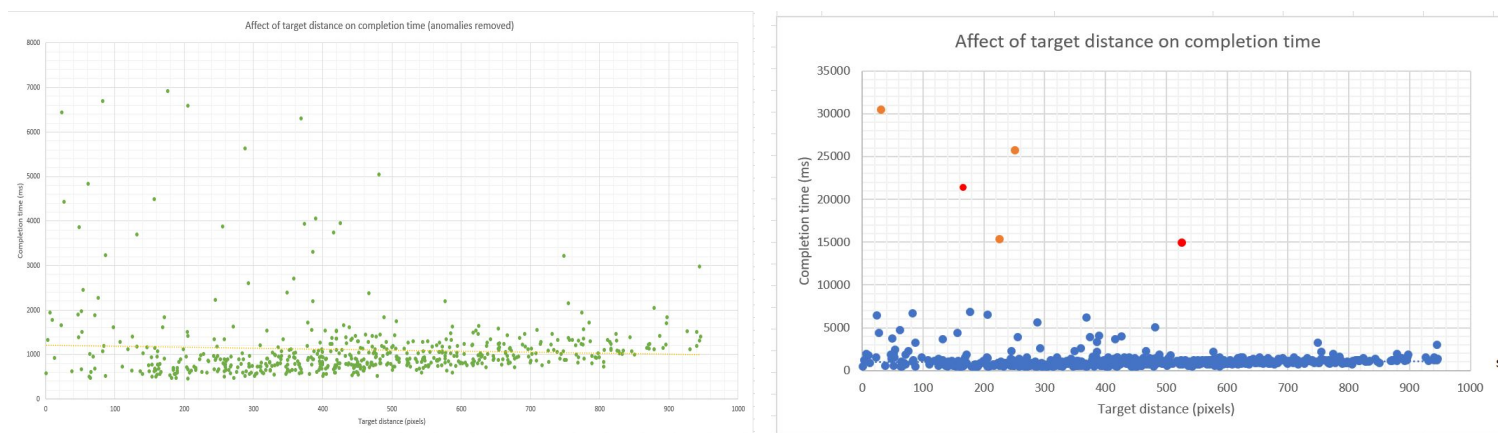 Affect of target distance on completion time (anomalies removed)
8000
7000
6000
5000
4000
3000
2000
1000
0
Completion time (ms)
0 100 200 300 400 500 600 700 800 900 1000
Target distance (pixels)
Affect of target distance on completion time
35000
30000
25000
20000
15000
10000
5000
0
Completion time (ms)
0 100 200 300 400 500 600 700 800 900 1000
Target distance (pixels)